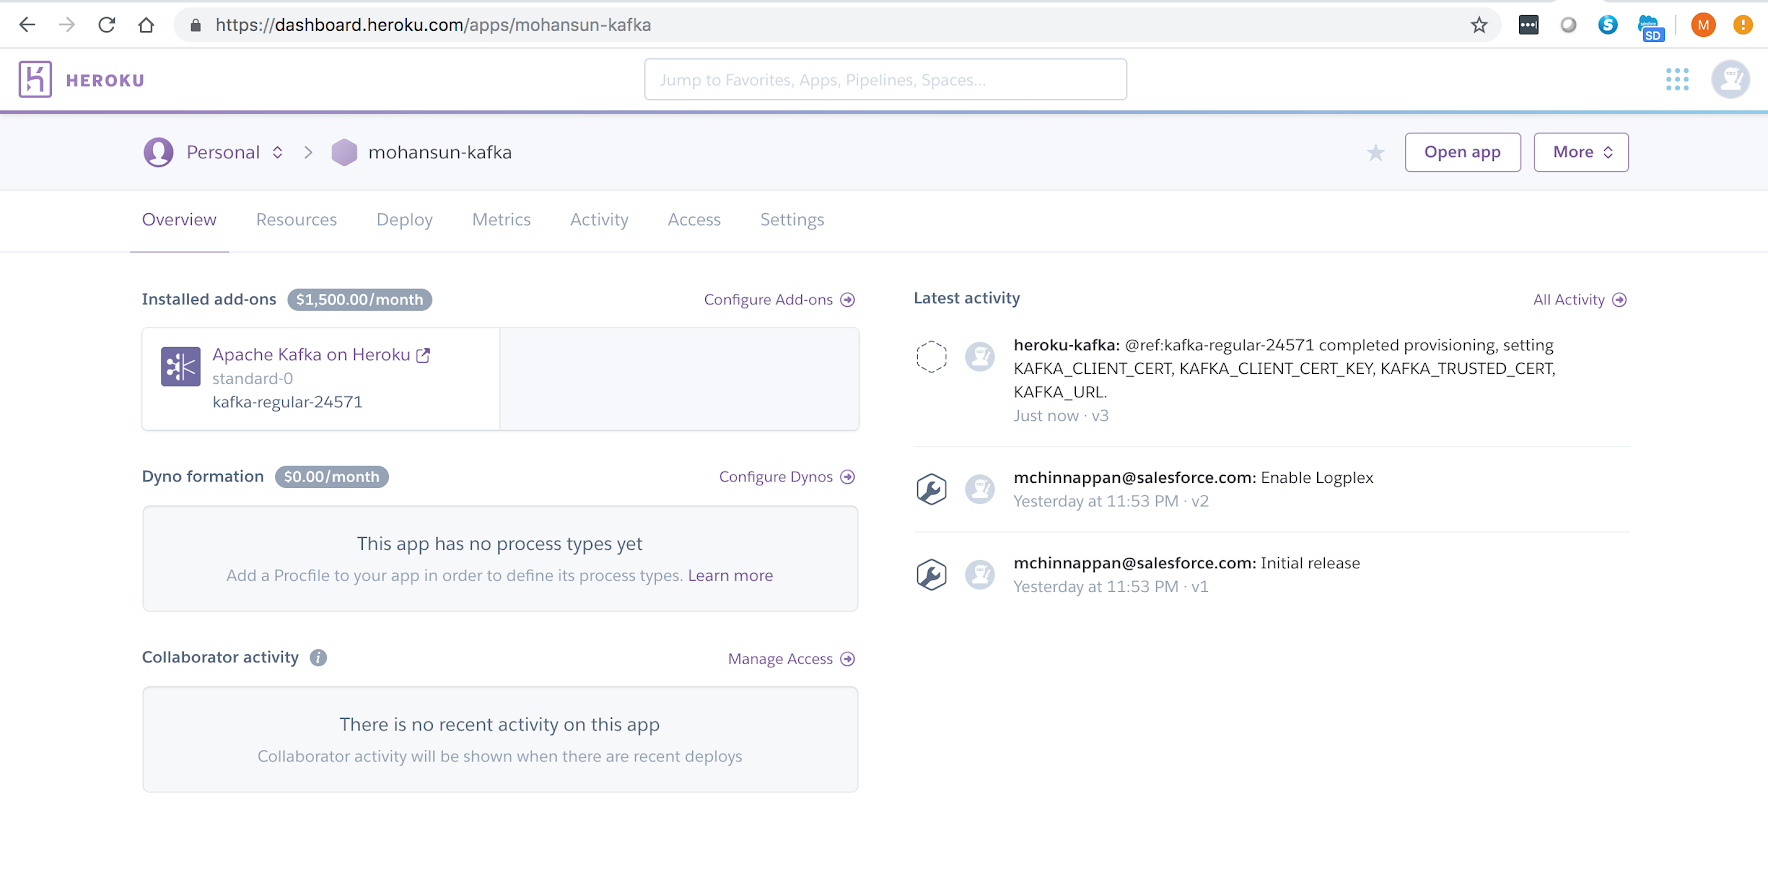 https://dashboard.heroku.com/apps/mohansun-kafka
SD
M
HEROKU
Jump to Favorites, Apps, Pipelines, Spaces...
Personal
mohansun-kafka
Open app
More
Overview
Resources
Deploy
Metrics
Activity
Access
Settings
Installed add-ons
$1,500.00/month
Configure Add-ons
Apache Kafka on Heroku
standard-0
kafka-regular-24571
Dyno formation
$0.00/month
Configure Dynos
This app has no process types yet
Add a Procfile to your app in order to define its process types. Learn more
Collaborator activity
Manage Access
There is no recent activity on this app
Collaborator activity will be shown when there are recent deploys
Latest activity
All Activity
heroku-kafka: @ref:kafka-regular-24571 completed provisioning, setting
KAFKA_CLIENT_CERT, KAFKA_CLIENT_CERT_KEY, KAFKA_TRUSTED_CERT,
KAFKA_URL.
Just now · v3
mchinnappan@salesforce.com: Enable Logplex
Yesterday at 11:53 PM · v2
mchinnappan@salesforce.com: Initial release
Yesterday at 11:53 PM · v1